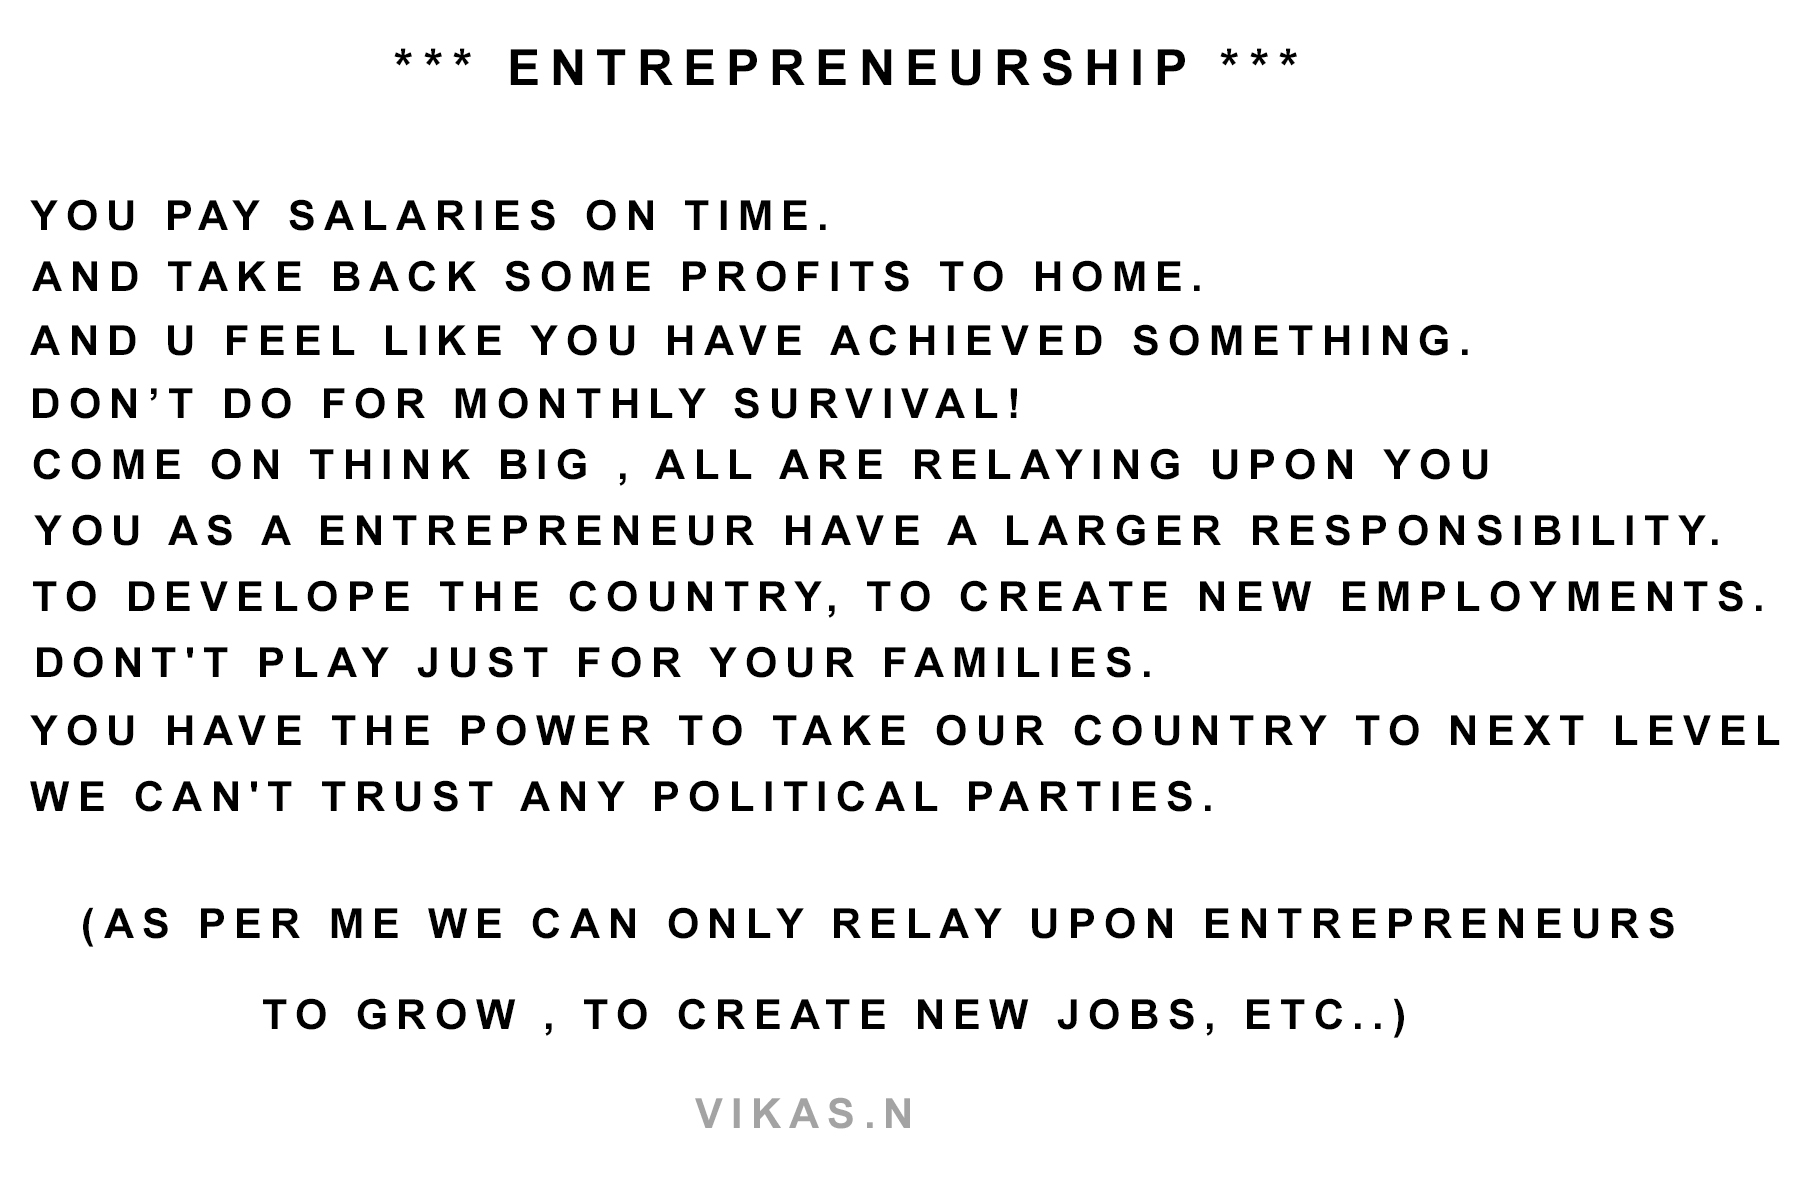 *** ENTREPRENEURSHIP ***
YOU PAY SALARIES ON TIME.
AND TAKE BACK SOME PROFITS TO HOME.
AND U FEEL LIKE YOU HAVE ACHIEVED SOMETHING.
DON’T DO FOR MONTHLY SURVIVAL!
COME ON THINK BIG , ALL ARE RELAYING UPON YOU
YOU AS A ENTREPRENEUR HAVE A LARGER RESPONSIBILITY.
TO DEVELOPE THE COUNTRY, TO CREATE NEW EMPLOYMENTS.
DONT'T PLAY JUST FOR YOUR FAMILIES.
YOU HAVE THE POWER TO TAKE OUR COUNTRY TO NEXT LEVEL
WE CAN'T TRUST ANY POLITICAL PARTIES.
(AS PER ME WE CAN ONLY RELAY UPON ENTREPRENEURS
TO GROW , TO CREATE NEW JOBS, ETC..)
VIKAS.N